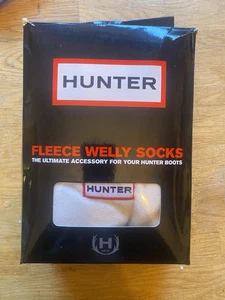 HUNTER
FLEECE WELLY SOCKS
THE ULTIMATE ACCESSORY FOR YOUR HUNTER BOOTS
HUNTER
H